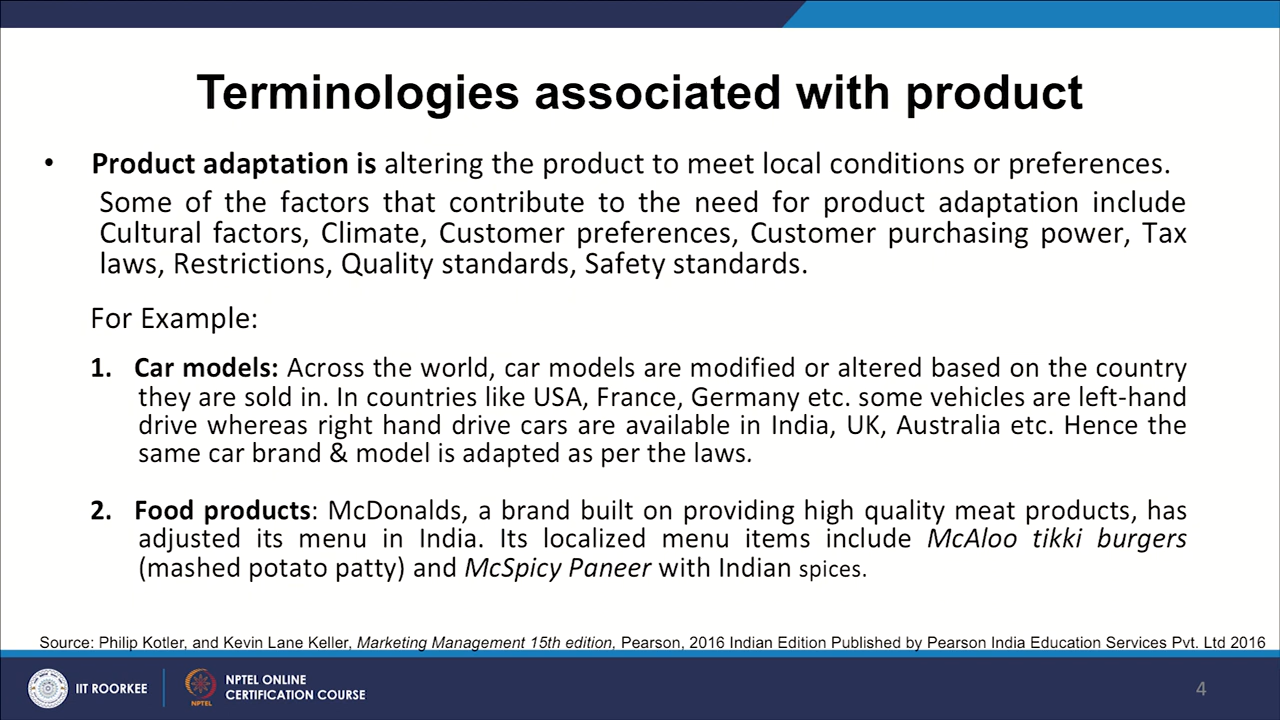 Terminologies associated with product
• Product adaptation is altering the product to meet local conditions or preferences.
Some of the factors that contribute to the need for product adaptation include
Cultural factors, Climate, Customer preferences, Customer purchasing power, Tax
laws, Restrictions, Quality standards, Safety standards.
For Example:
1. Car models: Across the world, car models are modified or altered based on the country
they are sold in. In countries like USA, France, Germany etc. some vehicles are left-hand
drive whereas right hand drive cars are available in India, UK, Australia etc. Hence the
same car brand & model is adapted as per the laws.
2. Food products: McDonalds, a brand built on providing high quality meat products, has
adjusted its menu in India. Its localized menu items include McAloo tikki burgers
(mashed potato patty) and McSpicy Paneer with Indian spices.
Source: Philip Kotler, and Kevin Lane Keller, Marketing Management 15th edition, Pearson, 2016 Indian Edition Published by Pearson India Education Services Pvt. Ltd 2016
IIT ROORKEE
NPTEL ONLINE
CERTIFICATION COURSE
NPTEL
4